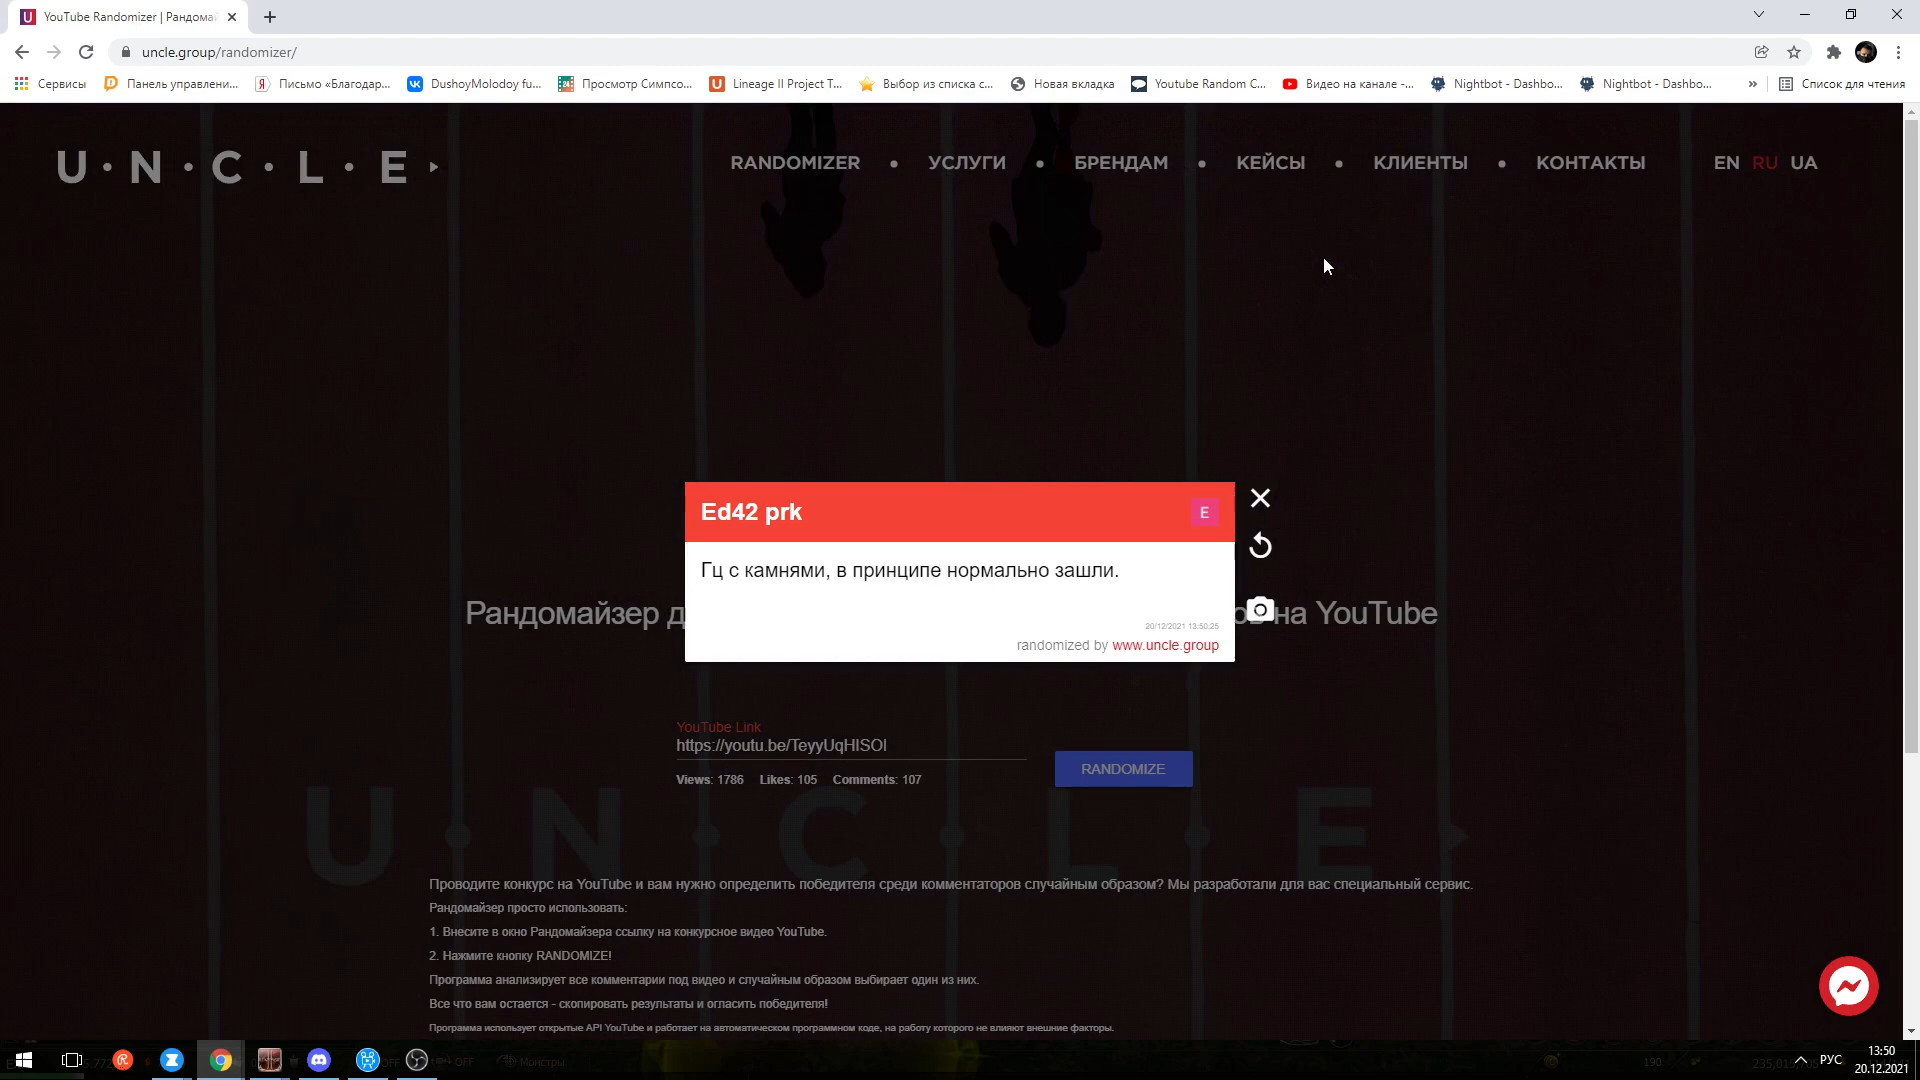 YouTube Randomizer | Рандомай
uncle.group/randomizer/
Сервисы
Панель управлени...
Письмо «Благодар...
DushoyMolodoy fu...
Просмотр Симпсо...
Lineage II Project T...
Выбор из списка с...
Новая вкладка
Youtube Random C...
Видео на канале -...
Nightbot - Dashbo...
Nightbot - Dashbo...
»
Список для чтения
U·N·C·L·E
RANDOMIZER • УСЛУГИ • БРЕНДАМ • КЕЙСЫ • КЛИЕНТЫ • КОНТАКТЫ
EN RU UA
Ed42 prk
E
Гц с камнями, в принципе нормально зашли.
Рандомайзер д
на YouTube
20/12/2021 13:50:25
randomized by www.uncle.group
YouTube Link
Views: 1786 Likes: 105 Comments: 107
RANDOMIZE
U·N·C·L·E
Проводите конкурс на YouTube и вам нужно определить победителя среди комментаторов случайным образом? Мы разработали для вас специальный сервис.
Рандомайзер просто использовать:
1. Внесите в окно Рандомайзера ссылку на конкурсное видео YouTube.
2. Нажмите кнопку RANDOMIZE!
Программа анализирует все комментарии под видео и случайным образом выбирает один из них.
Все что вам остается - скопировать результаты и огласить победителя!
Программа использует открытые API YouTube и работает на автоматическом программном коде, на работу которого не влияют внешние факторы.
OFF
OFF
Монстры
190
РУС
13:50
20.12.2021